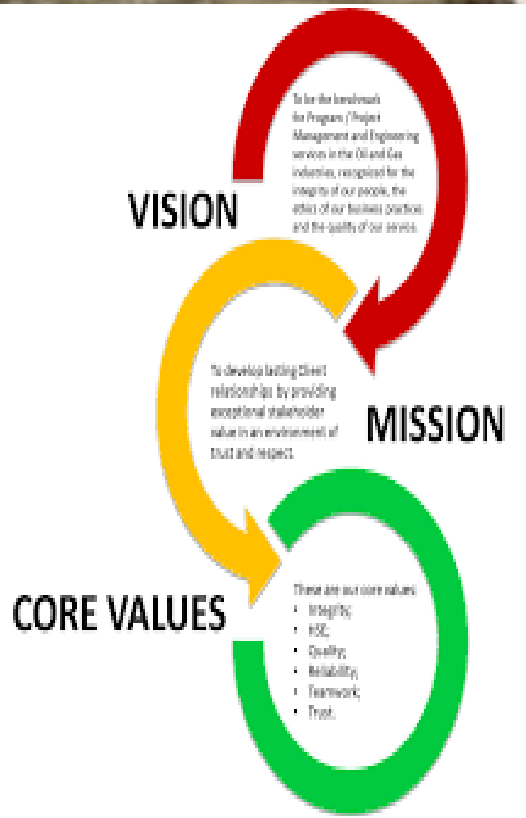 To be the benchmark
for Program / Project
Management and Engineering
services in the Oil and Gas
industries, recognized for the
integrity of our people, the
ethics of our business practices
and the quality of our service.
VISION
To develop lasting Client
relationships by providing
exceptional stakeholder
value in an environment of
trust and respect.
MISSION
CORE VALUES
These are our core values:
• Integrity;
• HSE;
• Quality;
• Reliability;
• Teamwork;
• Trust.